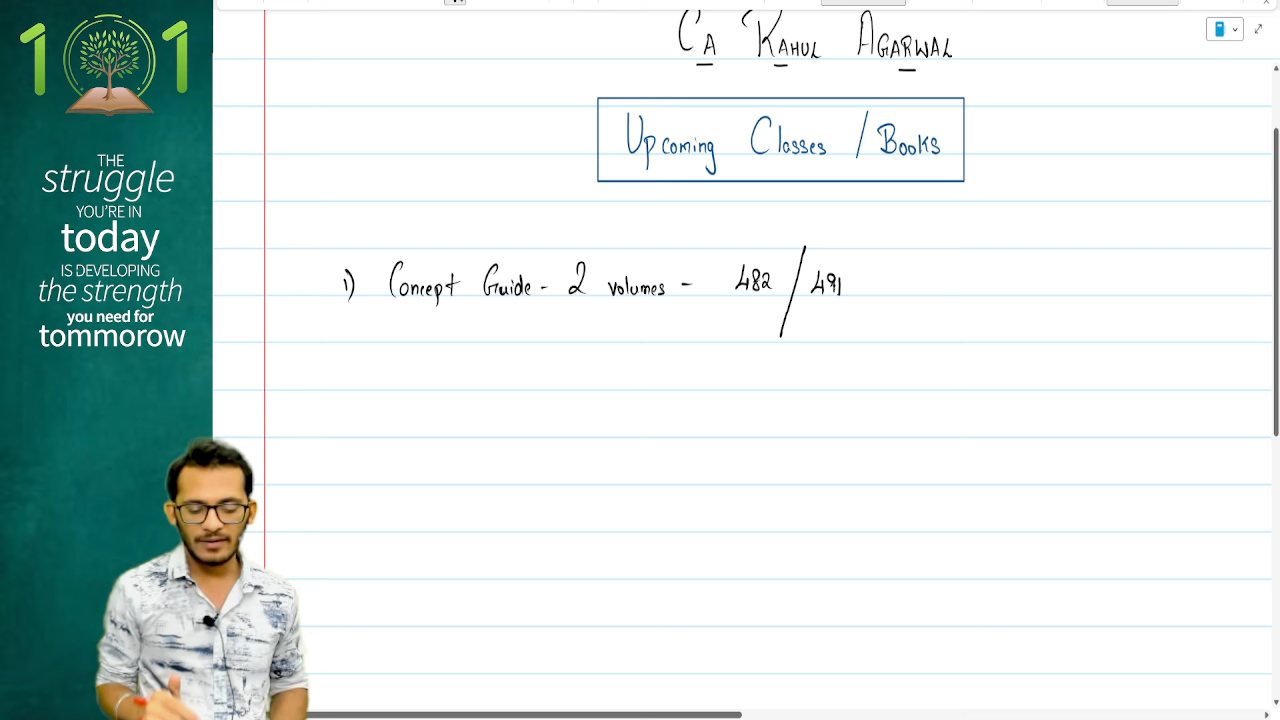 101
THE
struggle
YOU'RE IN
today
IS DEVELOPING
the strength
you need for
tommorow
CA RAHUL AGARWAL
Upcoming Classes / Books
1) Concept Guide - 2 volumes - 482 / 491